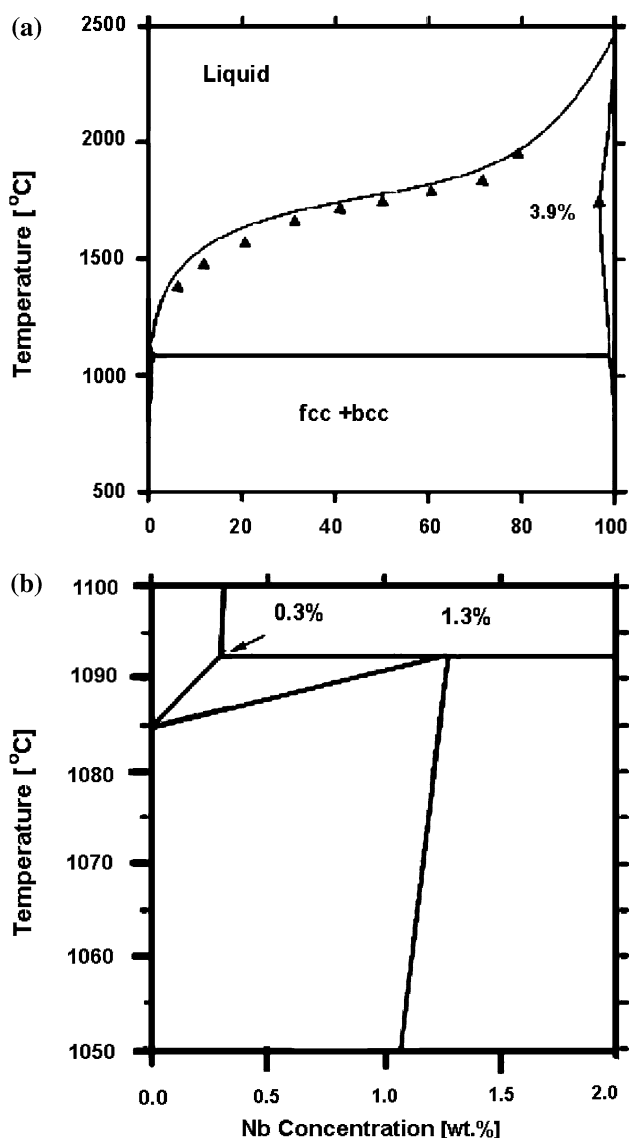 (a)
2500
2000
1500
1000
500
Temperature [°C]
Liquid
3.9%
fcc +bcc
0 20 40 60 80 100
(b)
1100
1090
1080
1070
1060
1050
Temperature [°C]
0.3% 1.3%
0.0 0.5 1.0 1.5 2.0
Nb Concentration [wt.%]